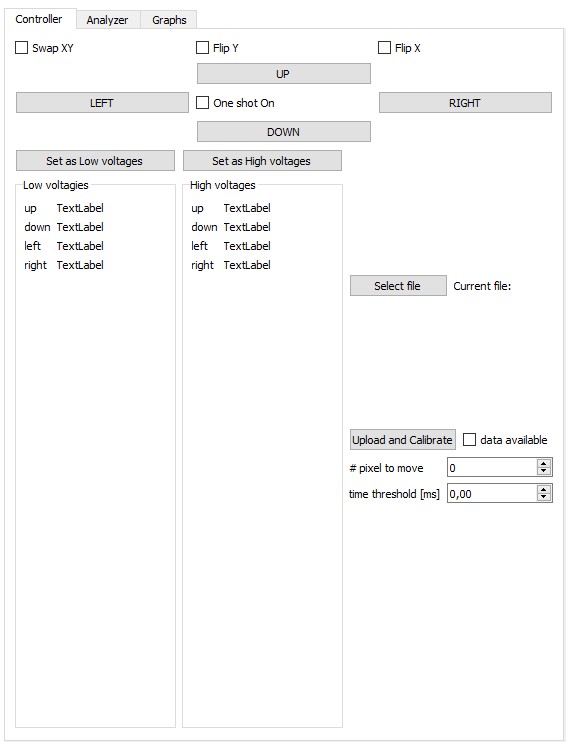 Controller Analyzer Graphs
Swap XY Flip Y Flip X
UP
LEFT One shot On RIGHT
DOWN
Set as Low voltages Set as High voltages
Low voltagies High voltages
up TextLabel up TextLabel
down TextLabel down TextLabel
left TextLabel left TextLabel
right TextLabel right TextLabel
Select file Current file:
Upload and Calibrate data available
# pixel to move 0
time threshold [ms] 0,00